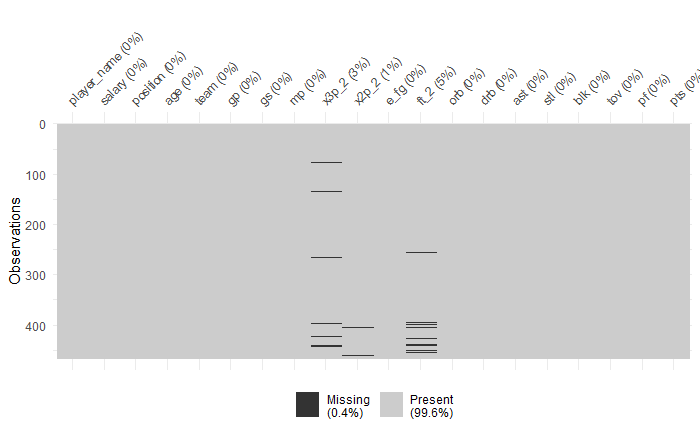 player_name (0%)
salary (0%)
position (0%)
age (0%)
team (0%)
gp (0%)
gs (0%)
mp (0%)
x3p_2 (3%)
x2p_2 (1%)
e_fg (0%)
ft_2 (5%)
orb (0%)
drb (0%)
ast (0%)
stl (0%)
blk (0%)
tov (0%)
pf (0%)
pts (0%
0
100
200
300
400
Observations
Missing
(0.4%)
Present
(99.6%)